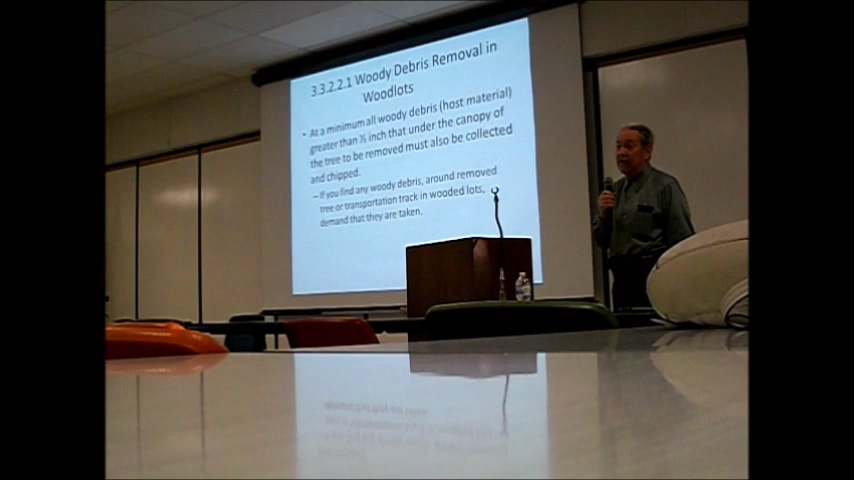 3.3.2.2.1 Woody Debris Removal in
Woodlots
• At a minimum all woody debris (host material)
greater than ½ inch that under the canopy of
the tree to be removed must also be collected
and chipped.
– If you find any woody debris, around removed
tree or transportation track in wooded lots,
demand that they are taken.